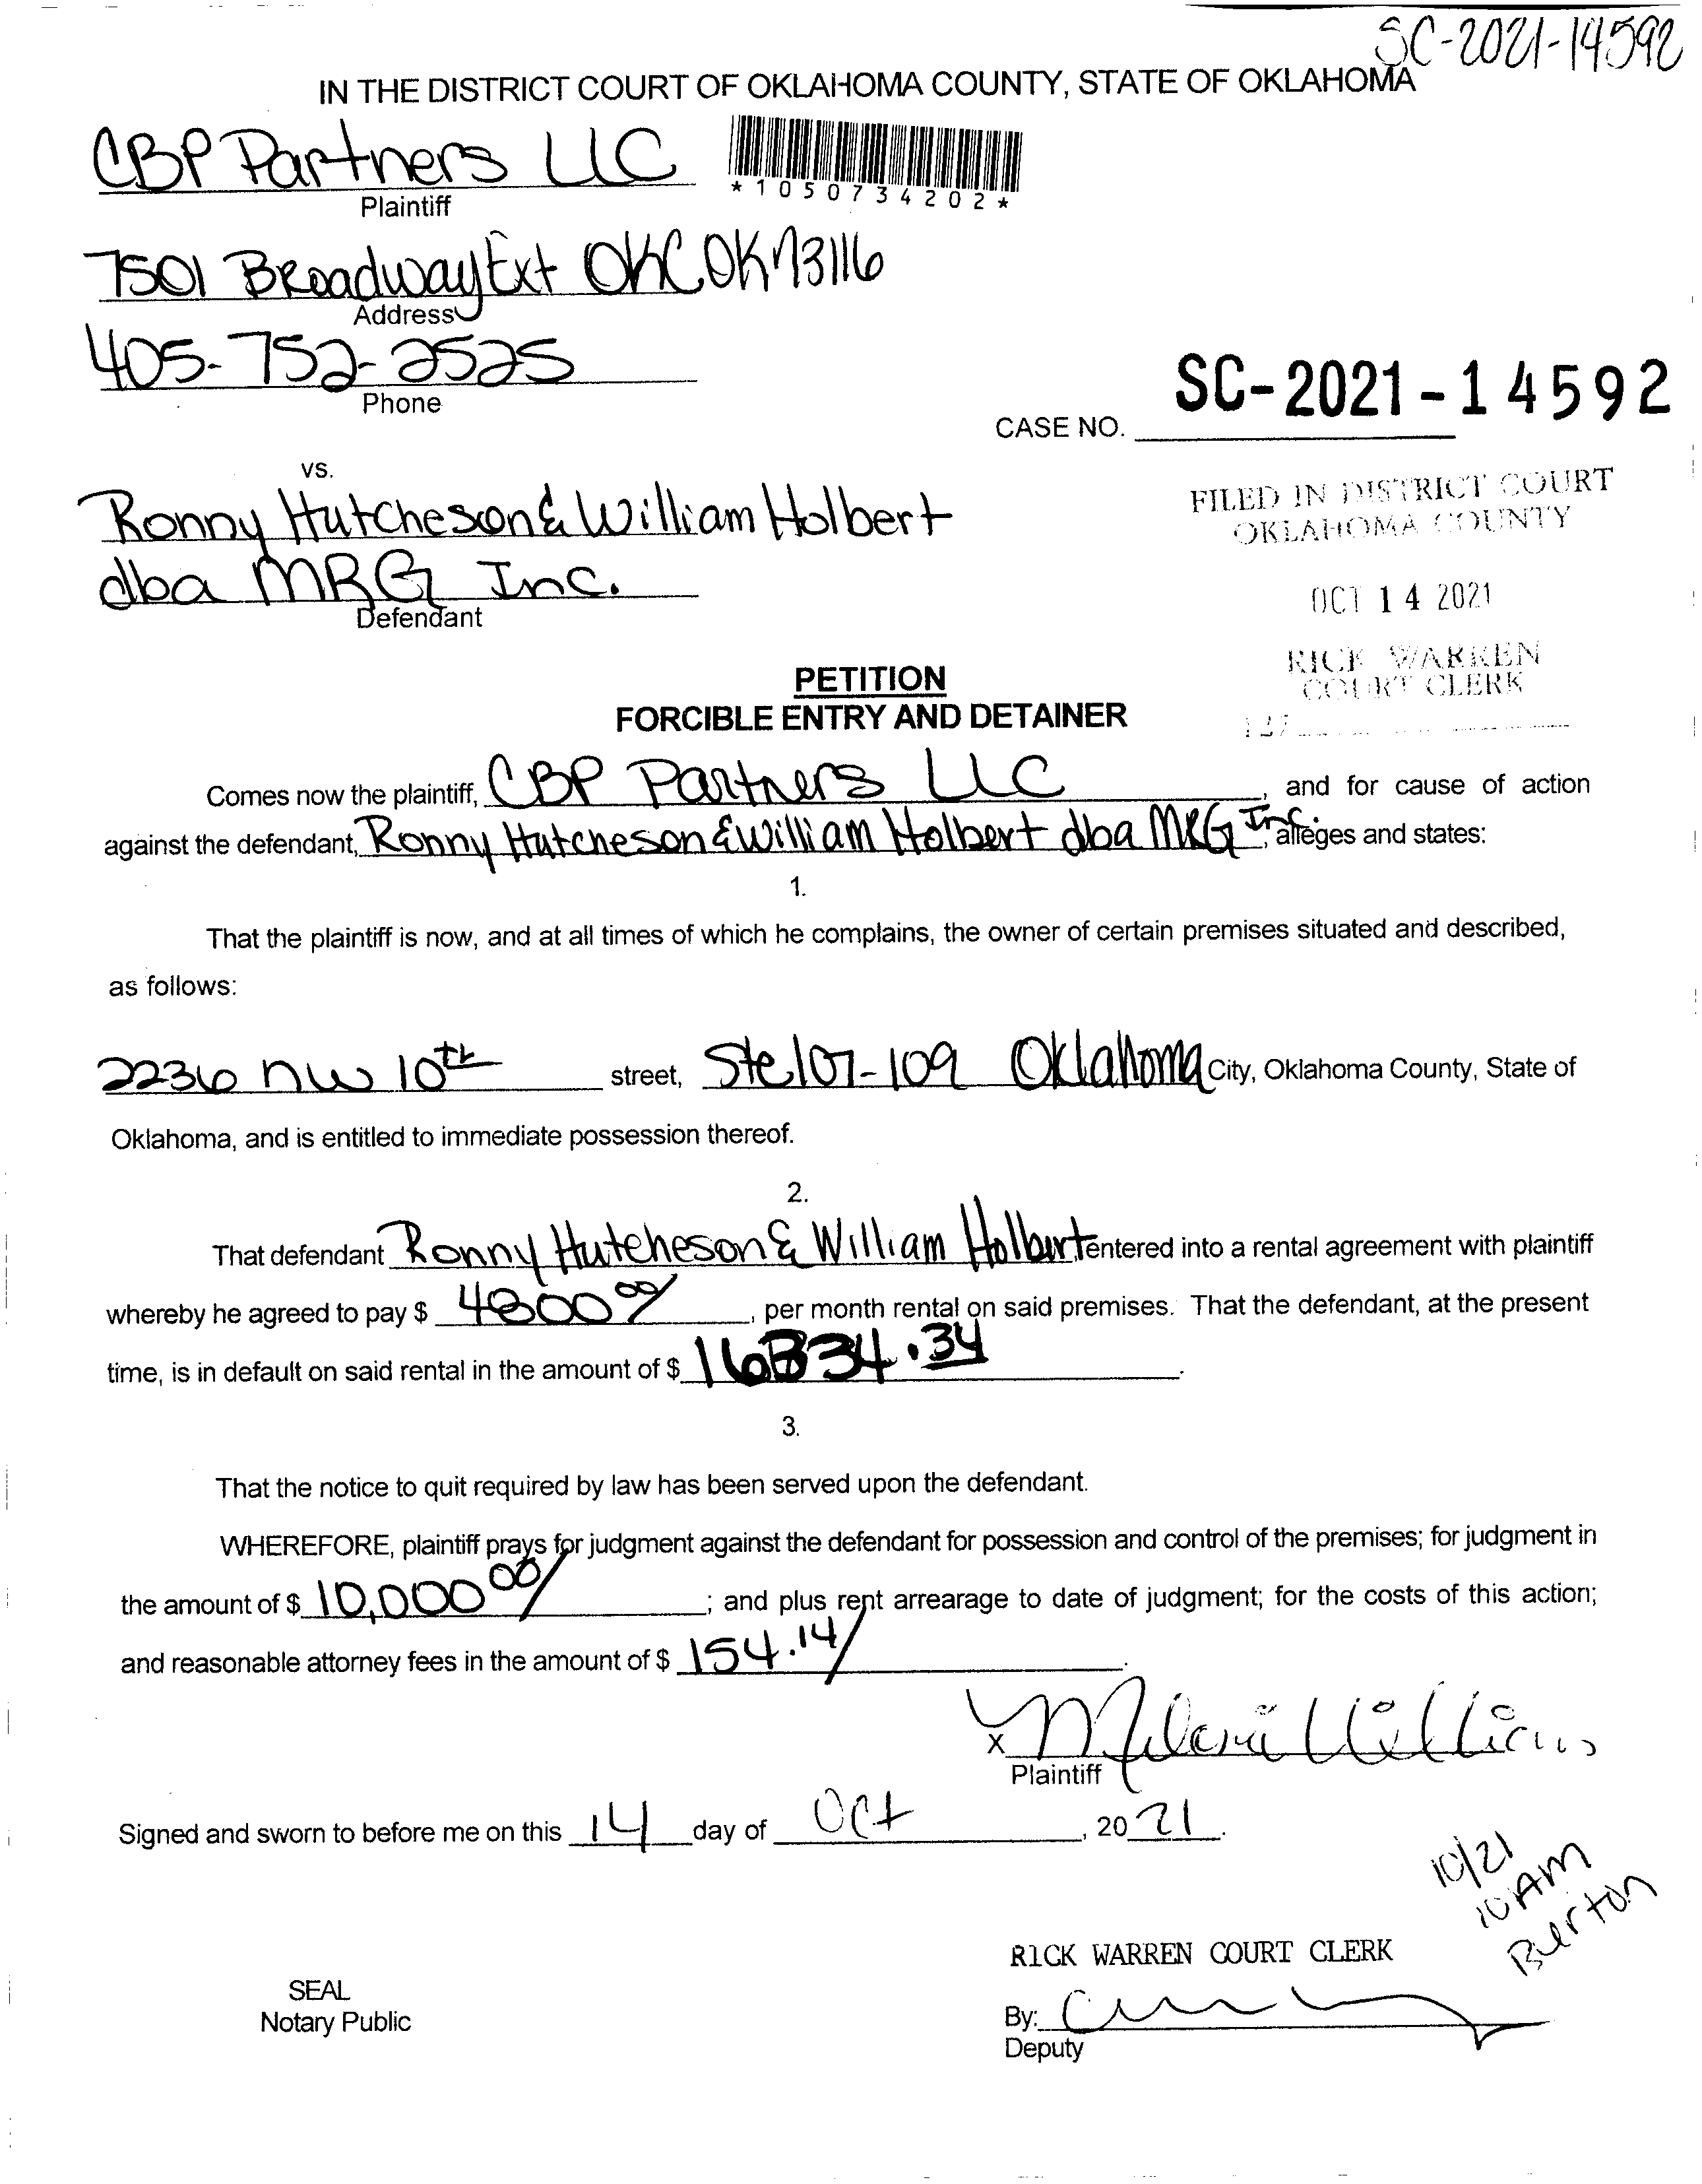 SC-2021-14592
IN THE DISTRICT COURT OF OKLAHOMA COUNTY, STATE OF OKLAHOMA
CBP Partners LLC
*1050734202*
Plaintiff
7501 Broadway Ext OKC OK 73116
Address
405-752-2525
Phone
CASE NO. SC-2021-14592
vs.
Ronny Hutcheson & William Holbert
dba MRG Inc.
Defendant
FILED IN DISTRICT COURT
OKLAHOMA COUNTY
OCT 14 2021
RICK WARREN
COURT CLERK
PETITION
FORCIBLE ENTRY AND DETAINER
Comes now the plaintiff, CBP Partners LLC, and for cause of action
against the defendant, Ronny Hutcheson & William Holbert dba MRG Inc., alleges and states:
1.
That the plaintiff is now, and at all times of which he complains, the owner of certain premises situated and described,
as follows:
2236 NW 10th street, Ste 107-109 Oklahoma City, Oklahoma County, State of
Oklahoma, and is entitled to immediate possession thereof.
2.
That defendant Ronny Hutcheson & William Holbert entered into a rental agreement with plaintiff
whereby he agreed to pay $ 4800 00/, per month rental on said premises. That the defendant, at the present
time, is in default on said rental in the amount of $ .
3.
That the notice to quit required by law has been served upon the defendant.
WHEREFORE, plaintiff prays for judgment against the defendant for possession and control of the premises; for judgment in
the amount of $ 10,000 00/; and plus rent arrearage to date of judgment; for the costs of this action;
and reasonable attorney fees in the amount of $ 154.14/.
X
Plaintiff
Signed and sworn to before me on this 14 day of Oct, 2021.
10/21
10 AM
Burton
RICK WARREN COURT CLERK
SEAL
Notary Public
By:
Deputy